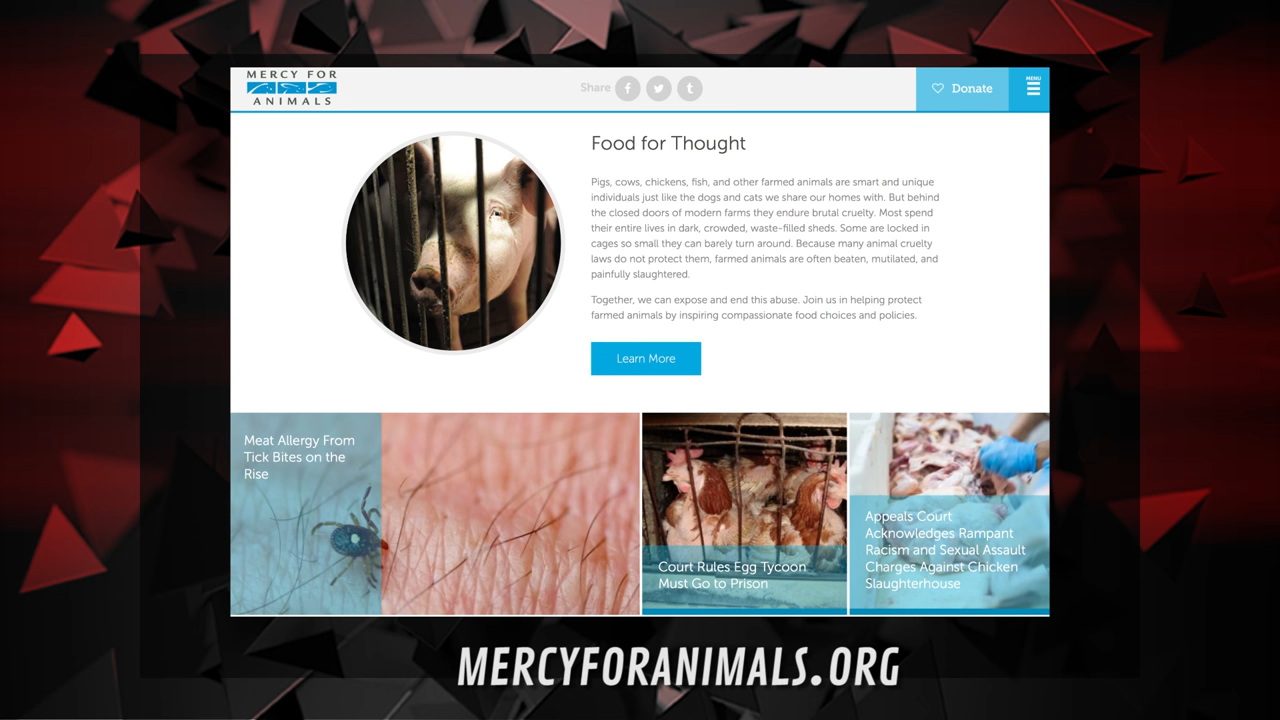 MERCY FOR
ANIMALS
Share
Donate
MENU
Food for Thought
Pigs, cows, chickens, fish, and other farmed animals are smart and unique
individuals just like the dogs and cats we share our homes with. But behind
the closed doors of modern farms they endure brutal cruelty. Most spend
their entire lives in dark, crowded, waste-filled sheds. Some are locked in
cages so small they can barely turn around. Because many animal cruelty
laws do not protect them, farmed animals are often beaten, mutilated, and
painfully slaughtered.
Together, we can expose and end this abuse. Join us in helping protect
farmed animals by inspiring compassionate food choices and policies.
Learn More
Meat Allergy From
Tick Bites on the
Rise
Court Rules Egg Tycoon
Must Go to Prison
Appeals Court
Acknowledges Rampant
Racism and Sexual Assault
Charges Against Chicken
Slaughterhouse
MERCYFORANIMALS.ORG